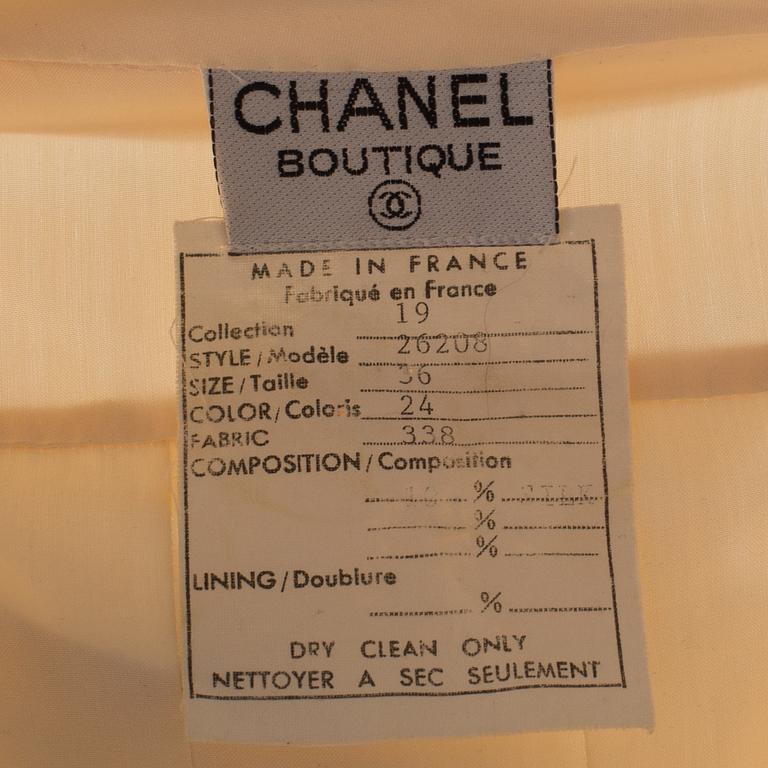 CHANEL
BOUTIQUE
MADE IN FRANCE
Fabriqué en France
Collection 19
STYLE/Modèle 26208
SIZE/Taille 36
COLOR/Coloris 24
FABRIC 338
COMPOSITION/Composition
% SILK
%
%
LINING/Doublure
%
DRY CLEAN ONLY
NETTOYER A SEC SEULEMENT